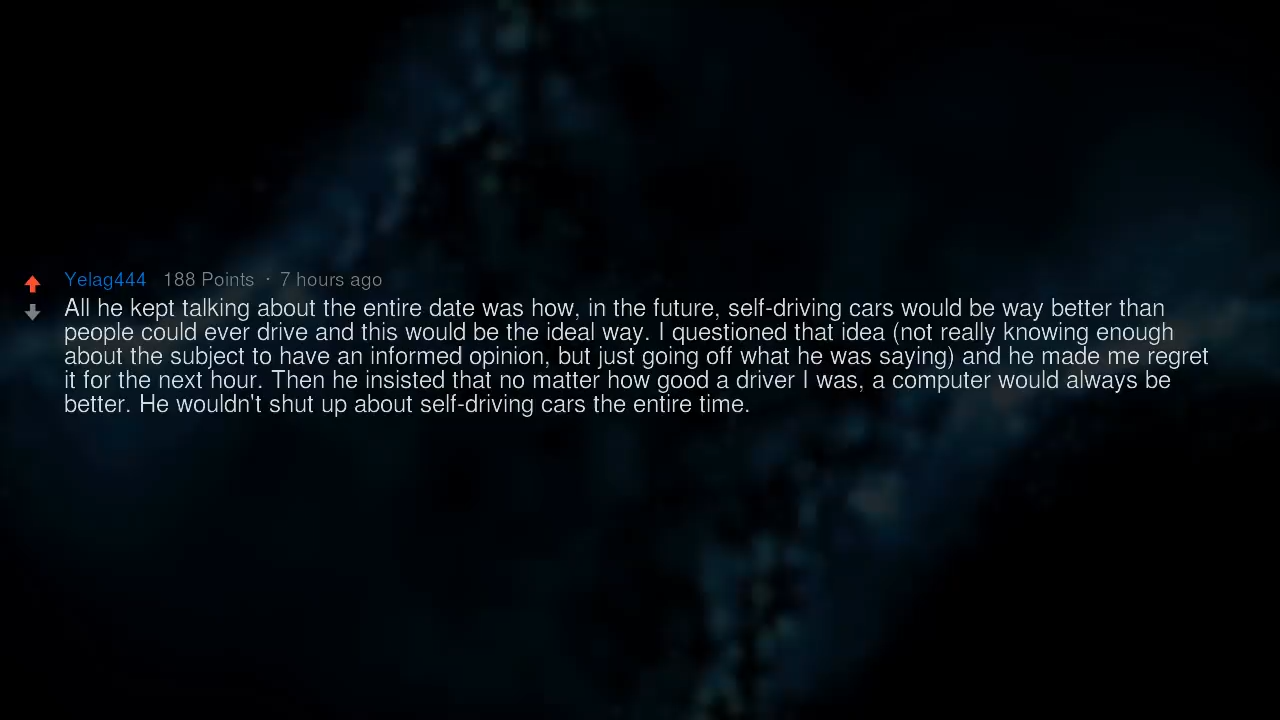 Yelag444 188 Points · 7 hours ago
All he kept talking about the entire date was how, in the future, self-driving cars would be way better than
people could ever drive and this would be the ideal way. I questioned that idea (not really knowing enough
about the subject to have an informed opinion, but just going off what he was saying) and he made me regret
it for the next hour. Then he insisted that no matter how good a driver I was, a computer would always be
better. He wouldn't shut up about self-driving cars the entire time.